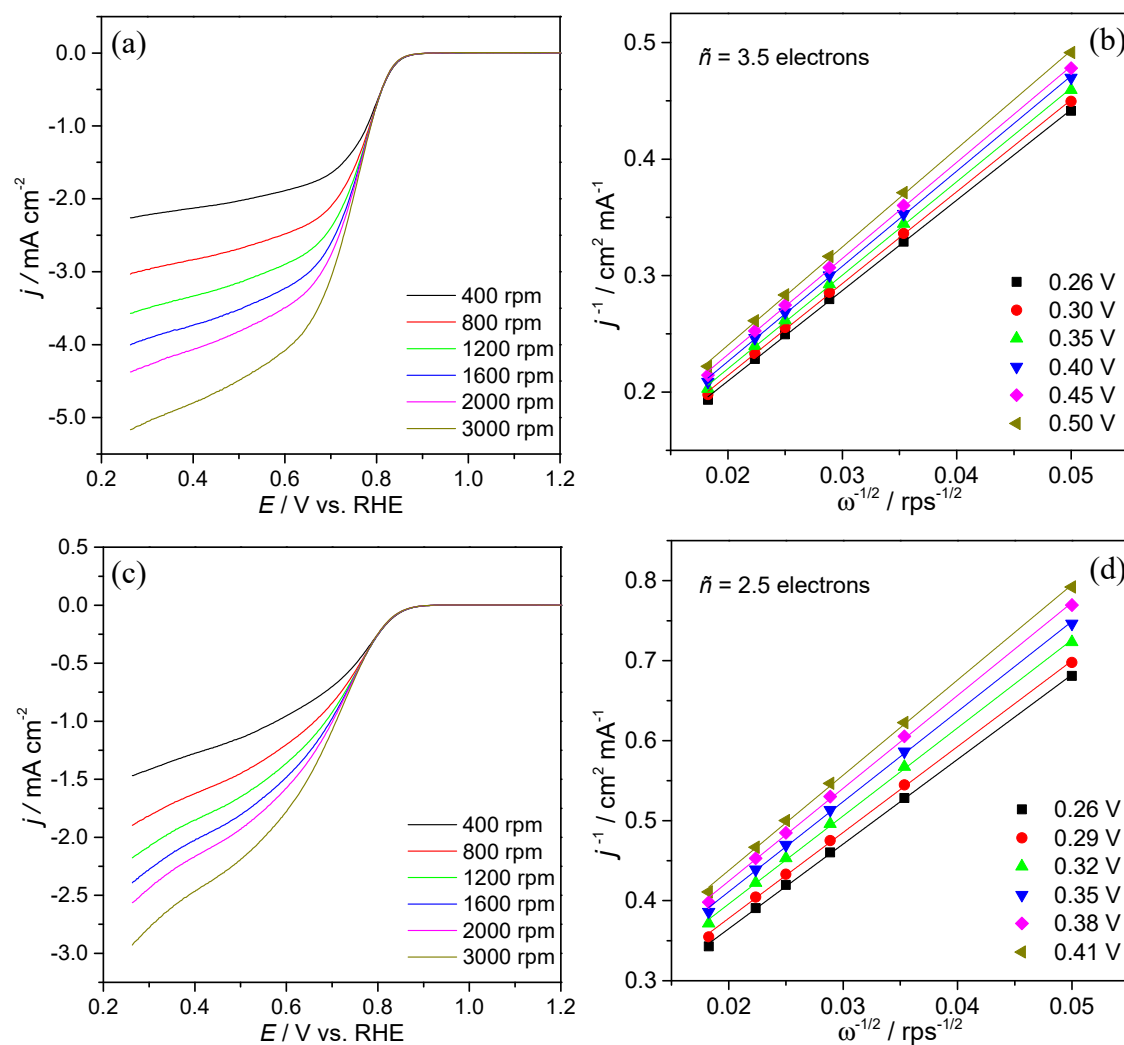 (a)
0.0
-1.0
-2.0
-3.0
-4.0
-5.0
j / mA cm-2
400 rpm
800 rpm
1200 rpm
1600 rpm
2000 rpm
3000 rpm
0.2 0.4 0.6 0.8 1.0 1.2
E / V vs. RHE
(b)
ñ = 3.5 electrons
0.5
0.4
0.3
0.2
j-1 / cm2 mA-1
0.26 V
0.30 V
0.35 V
0.40 V
0.45 V
0.50 V
0.02 0.03 0.04 0.05
ω-1/2 / rps-1/2
(c)
0.5
0.0
-0.5
-1.0
-1.5
-2.0
-2.5
-3.0
j / mA cm-2
400 rpm
800 rpm
1200 rpm
1600 rpm
2000 rpm
3000 rpm
0.2 0.4 0.6 0.8 1.0 1.2
E / V vs. RHE
(d)
ñ = 2.5 electrons
0.8
0.7
0.6
0.5
0.4
0.3
j-1 / cm2 mA-1
0.26 V
0.29 V
0.32 V
0.35 V
0.38 V
0.41 V
0.02 0.03 0.04 0.05
ω-1/2 / rps-1/2